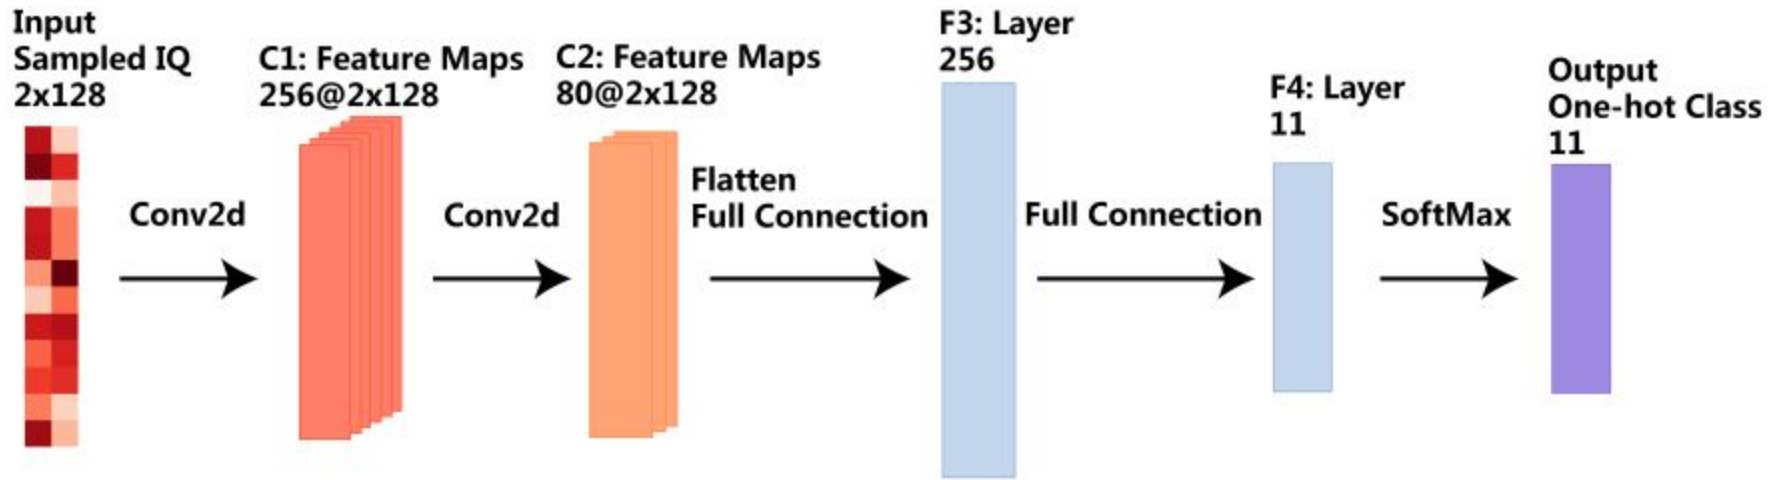 Input
Sampled IQ
2x128
Conv2d
C1: Feature Maps
256@2x128
Conv2d
C2: Feature Maps
80@2x128
Flatten
Full Connection
F3: Layer
256
Full Connection
F4: Layer
11
SoftMax
Output
One-hot Class
11